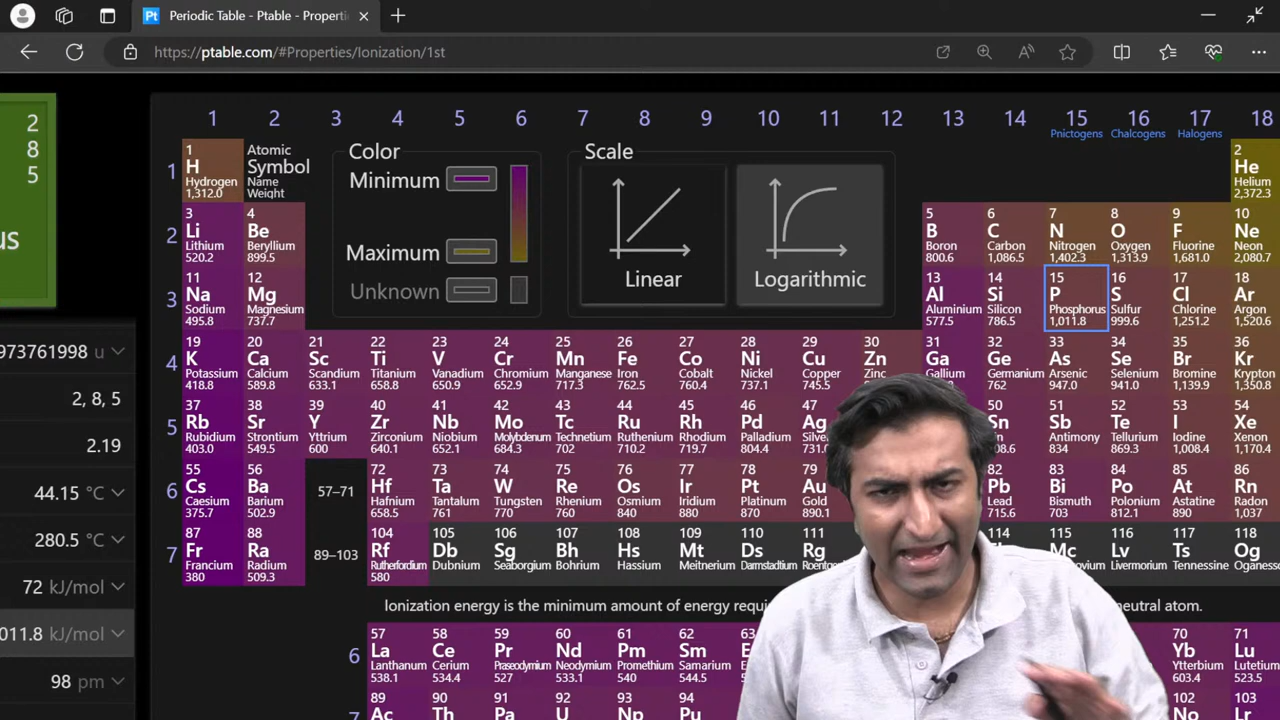 Periodic Table - Ptable - Properti
https://ptable.com/#Properties/Ionization/1st
2
8
5
us
973761998 u
2, 8, 5
2.19
44.15 °C
280.5 °C
72 kJ/mol
011.8 kJ/mol
98 pm
1 2 3 4 5 6 7 8 9 10 11 12 13 14 15 16 17 18
Pnictogens Chalcogens Halogens
Atomic
Symbol
Name
Weight
Color
Minimum
Maximum
Unknown
Scale
Linear
Logarithmic
1
1 2
H He
Hydrogen Helium
1,312.0 2,372.3
2
3 4 5 6 7 8 9 10
Li Be B C N O F Ne
Lithium Beryllium Boron Carbon Nitrogen Oxygen Fluorine Neon
520.2 899.5 800.6 1,086.5 1,402.3 1,313.9 1,681.0 2,080.7
3
11 12 13 14 15 16 17 18
Na Mg Al Si P S Cl Ar
Sodium Magnesium Aluminium Silicon Phosphorus Sulfur Chlorine Argon
495.8 737.7 577.5 786.5 1,011.8 999.6 1,251.2 1,520.6
4
19 20 21 22 23 24 25 26 27 28 29 30 31 32 33 34 35 36
K Ca Sc Ti V Cr Mn Fe Co Ni Cu Zn Ga Ge As Se Br Kr
Potassium Calcium Scandium Titanium Vanadium Chromium Manganese Iron Cobalt Nickel Copper Zinc Gallium Germanium Arsenic Selenium Bromine Krypton
418.8 589.8 633.1 658.8 650.9 652.9 717.3 762.5 760.4 737.1 745.5 762 947.0 941.0 1,139.9 1,350.8
5
37 38 39 40 41 42 43 44 45 46 47 50 51 52 53 54
Rb Sr Y Zr Nb Mo Tc Ru Rh Pd Ag Sn Sb Te I Xe
Rubidium Strontium Yttrium Zirconium Niobium Molybdenum Technetium Ruthenium Rhodium Palladium Antimony Tellurium Iodine Xenon
403.0 549.5 600 640.1 652.1 684.3 702 710.2 719.7 804.4 731.0 834 869.3 1,008.4 1,170.4
6
55 56 57–71 72 73 74 75 76 77 78 79 82 83 84 85 86
Cs Ba Hf Ta W Re Os Ir Pt Au Pb Bi Po At Rn
Caesium Barium Hafnium Tantalum Tungsten Rhenium Osmium Iridium Platinum Gold Lead Bismuth Polonium Astatine Radon
375.7 502.9 658.5 761 770 760 840 880 870 890.1 715.6 703 812.1 890 1,037
7
87 88 89–103 104 105 106 107 108 109 110 111 114 115 116 117 118
Fr Ra Rf Db Sg Bh Hs Mt Ds Rg Mc Lv Ts Og
Francium Radium Rutherfordium Dubnium Seaborgium Bohrium Hassium Meitnerium Darmstadtium Livermorium Tennessine
380 509.3 580
Ionization energy is the minimum amount of energy neutral atom.
6
57 58 59 60 61 62 63 70 71
La Ce Pr Nd Pm Sm Yb Lu
Lanthanum Cerium Praseodymium Neodymium Promethium Samarium Ytterbium Lutetium
538.1 534.4 527 533.1 540 544.5 603.4 523.5
7
89 90 91 92 93 94 102 103
Ac Th Pa U Np Pu No Lr